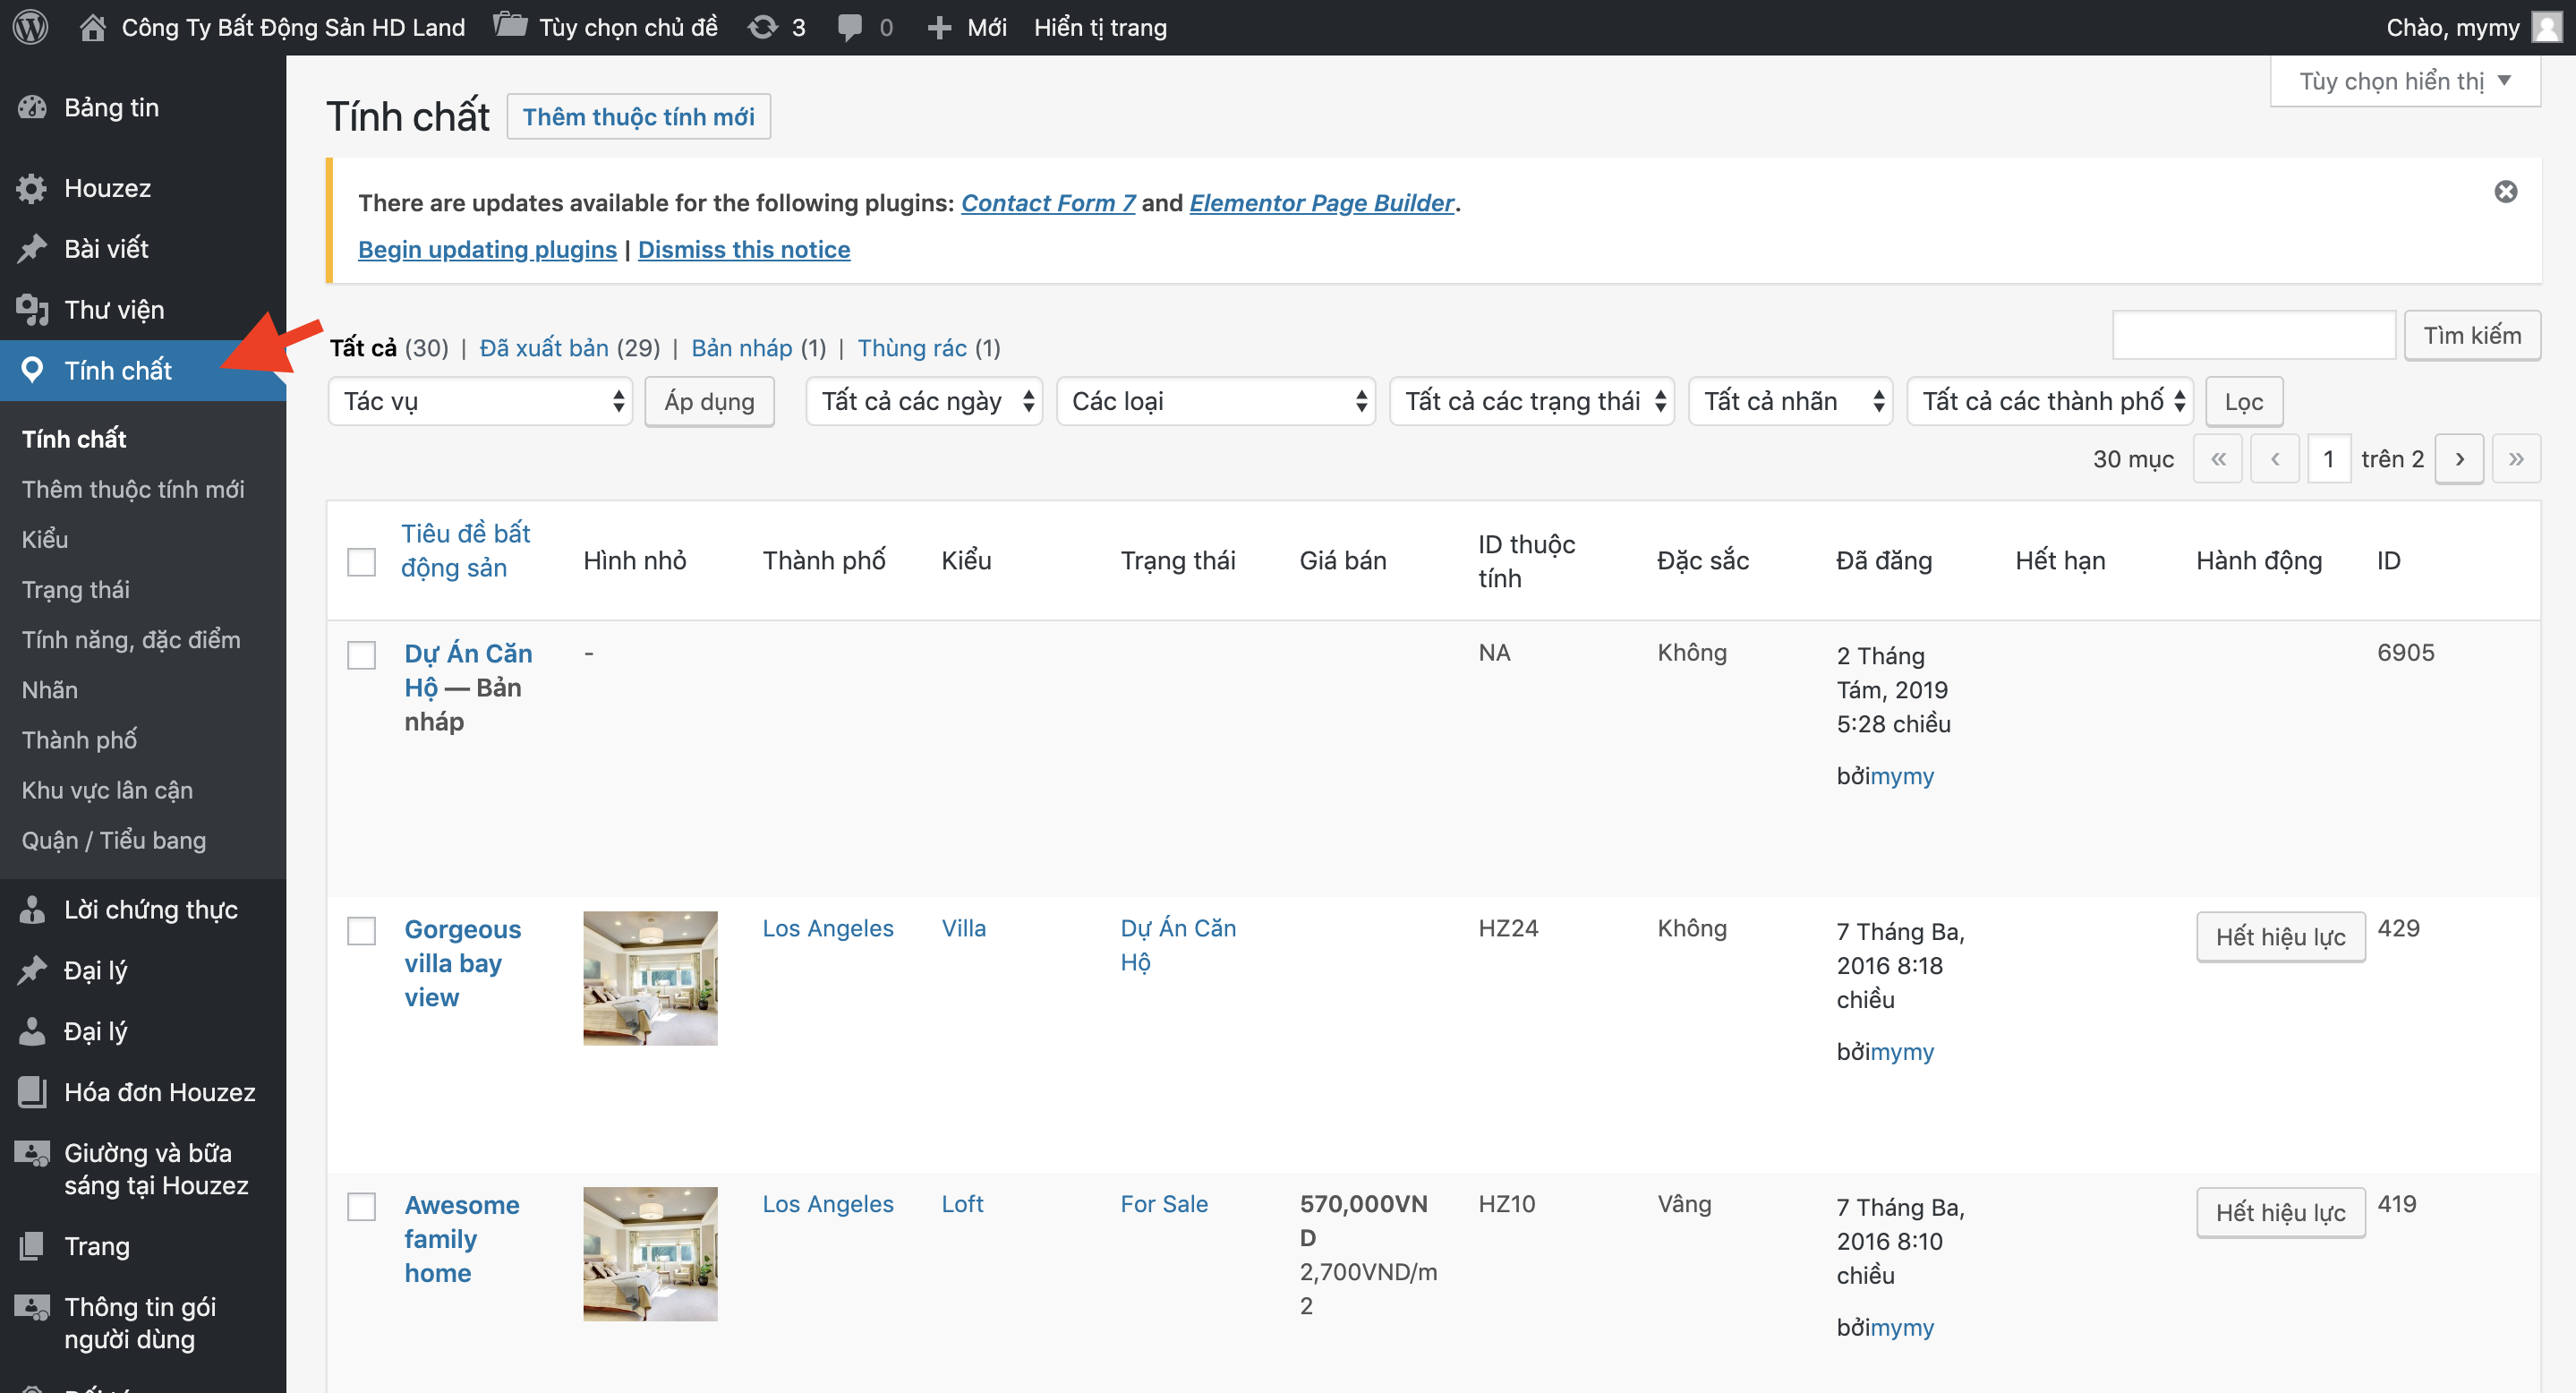 Công Ty Bất Động Sản HD Land Tùy chọn chủ đề 3 0 Mới Hiển tị trang Chào, mymy
Tùy chọn hiển thị
Bảng tin
Houzez
Bài viết
Thư viện
Tính chất
Tính chất
Thêm thuộc tính mới
Kiểu
Trạng thái
Tính năng, đặc điểm
Nhãn
Thành phố
Khu vực lân cận
Quận / Tiểu bang
Lời chứng thực
Đại lý
Đại lý
Hóa đơn Houzez
Giường và bữa
sáng tại Houzez
Trang
Thông tin gói
người dùng
Tính chất Thêm thuộc tính mới
There are updates available for the following plugins: Contact Form 7 and Elementor Page Builder.
Begin updating plugins | Dismiss this notice
Tất cả (30) | Đã xuất bản (29) | Bản nháp (1) | Thùng rác (1)
Tìm kiếm
Tác vụ Áp dụng Tất cả các ngày Các loại Tất cả các trạng thái Tất cả nhãn Tất cả các thành phố Lọc
30 mục « ‹ 1 trên 2 › »
Tiêu đề bất
động sản
Hình nhỏ
Thành phố
Kiểu
Trạng thái
Giá bán
ID thuộc
tính
Đặc sắc
Đã đăng
Hết hạn
Hành động
ID
Dự Án Căn
Hộ — Bản
nháp
-
NA
Không
2 Tháng
Tám, 2019
5:28 chiều
bởimymy
6905
Gorgeous
villa bay
view
Los Angeles
Villa
Dự Án Căn
Hộ
HZ24
Không
7 Tháng Ba,
2016 8:18
chiều
bởimymy
Hết hiệu lực
429
Awesome
family
home
Los Angeles
Loft
For Sale
570,000VN
D
2,700VND/m
2
HZ10
Vâng
7 Tháng Ba,
2016 8:10
chiều
bởimymy
Hết hiệu lực
419